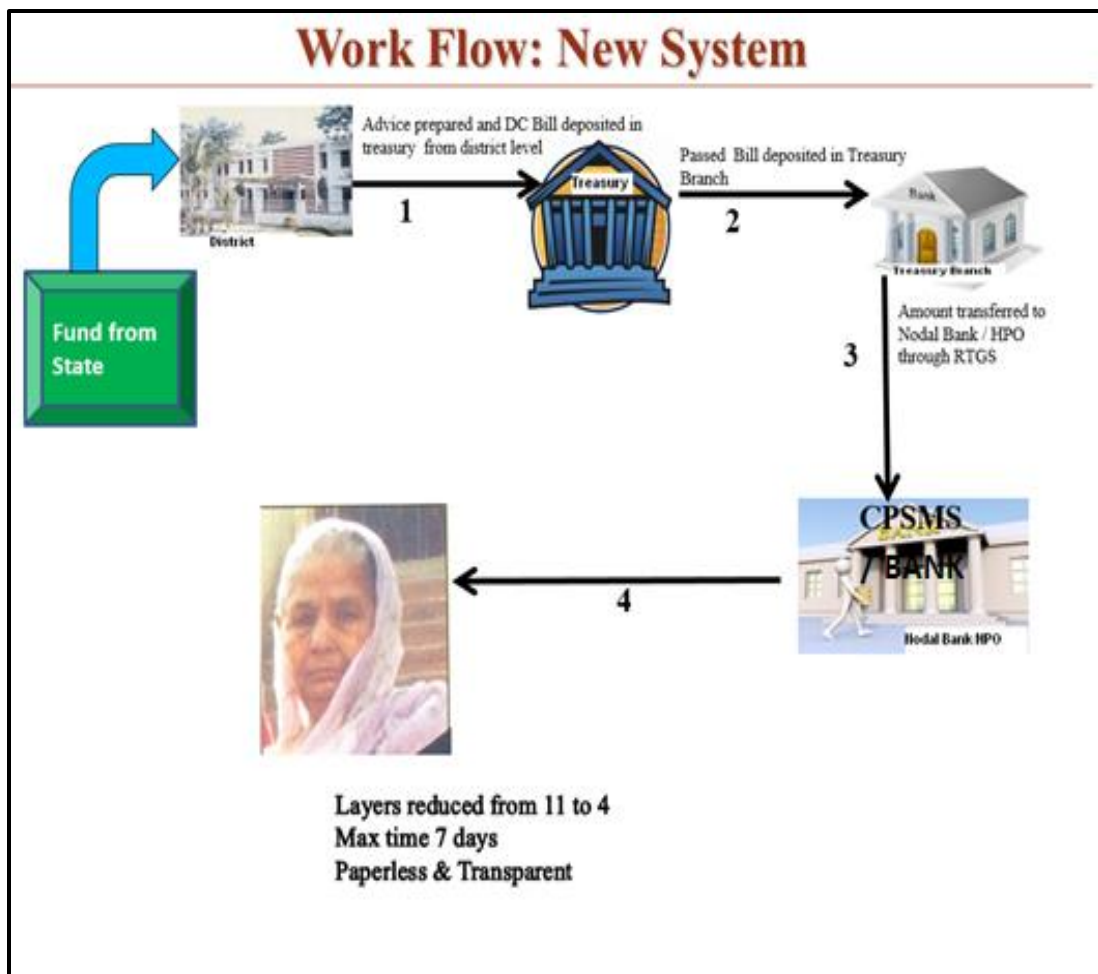 Work Flow: New System
Advice prepared and DC Bill deposited in
treasury from district level
1
District
Treasury
Passed Bill deposited in Treasury
Branch
2
Bank
Treasury Branch
Fund from
State
Amount transferred to
Nodal Bank / HPO
through RTGS
3
CPSMS
BANK
/ BANK
Nodal Bank HPO
4
Layers reduced from 11 to 4
Max time 7 days
Paperless & Transparent